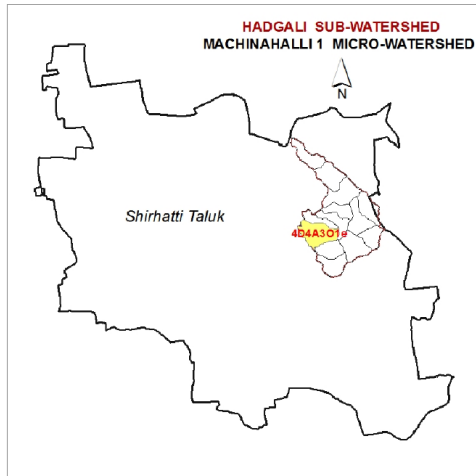 HADGALI SUB-WATERSHED
MACHINAHALLI 1 MICRO-WATERSHED
N
Shirhatti Taluk
4D4A3O1e